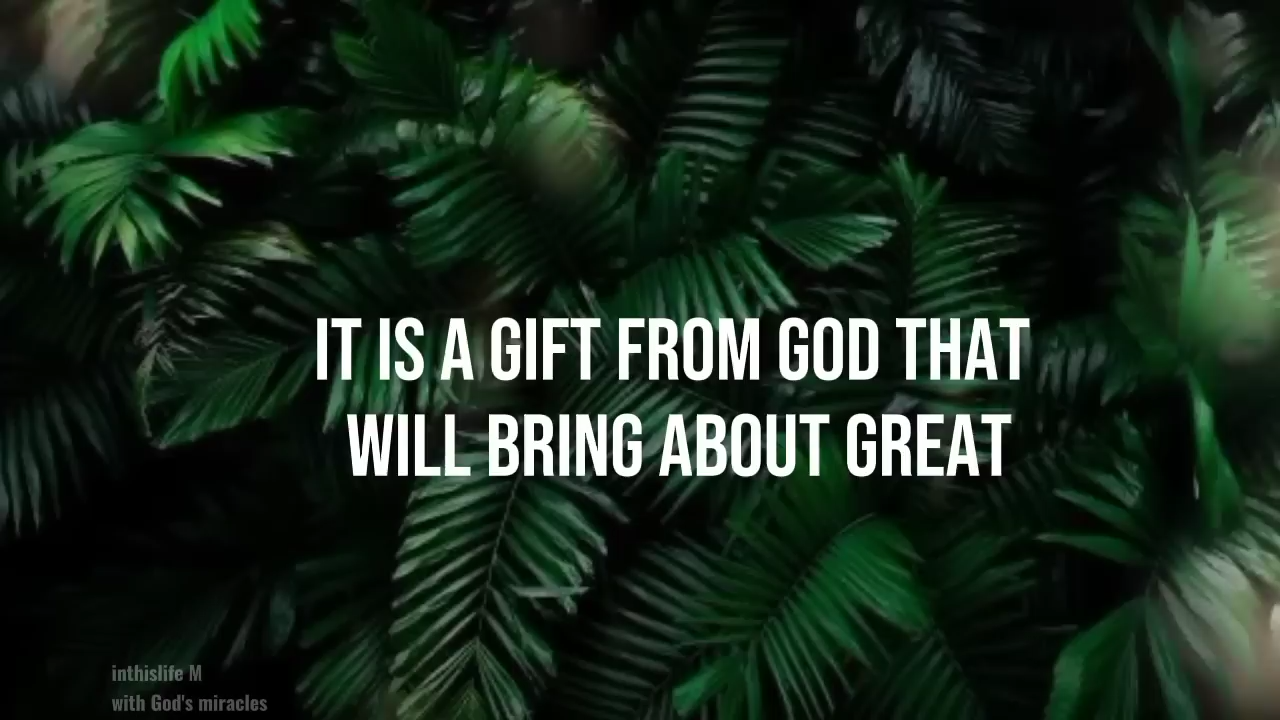 IT IS A GIFT FROM GOD THAT
WILL BRING ABOUT GREAT
inthislife M
with God's miracles